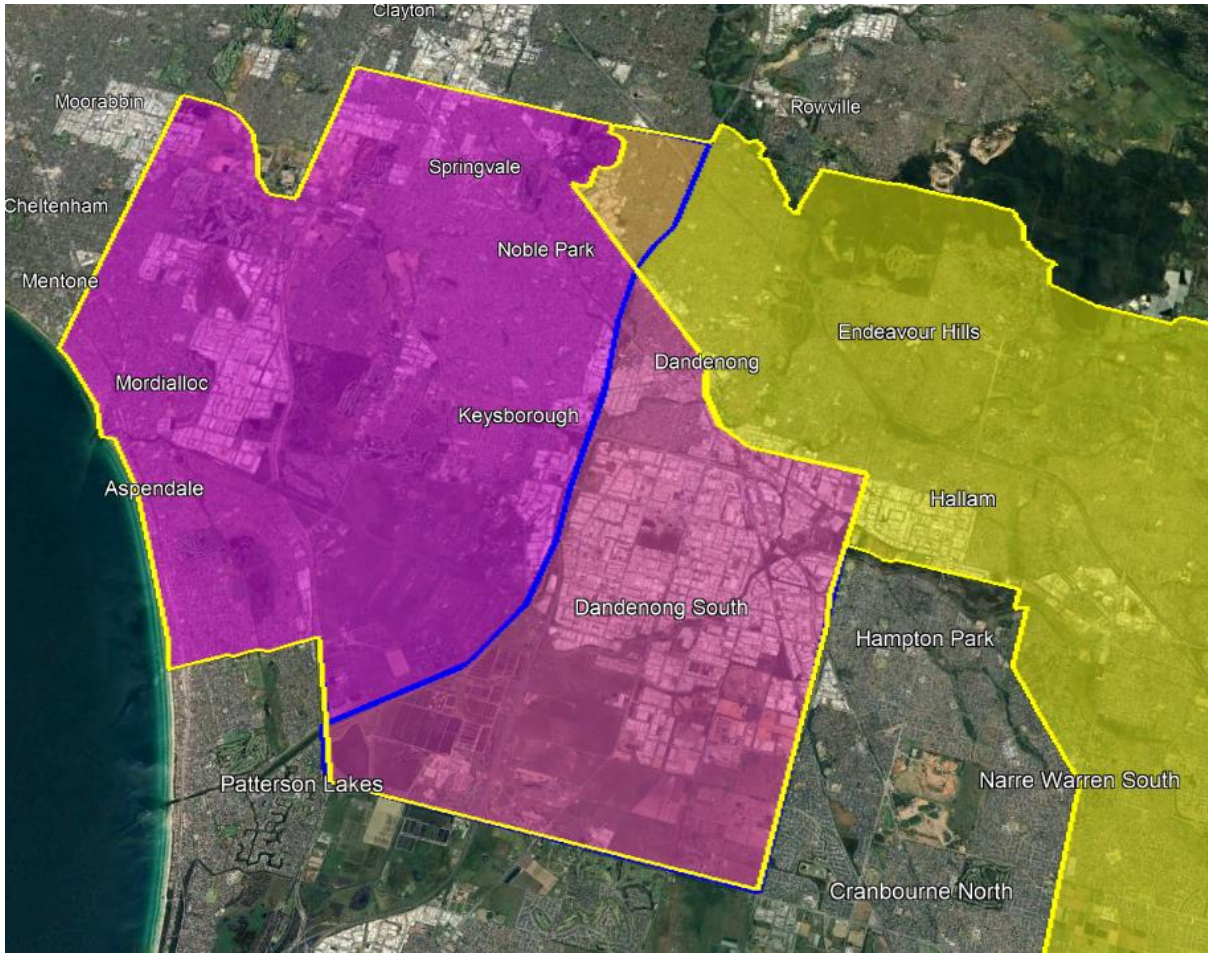 Clayton
Moorabbin
Rowville
Springvale
Cheltenham
Noble Park
Mentone
Endeavour Hills
Dandenong
Mordialloc
Keysborough
Aspendale
Hallam
Dandenong South
Hampton Park
Patterson Lakes
Narre Warren South
Cranbourne North